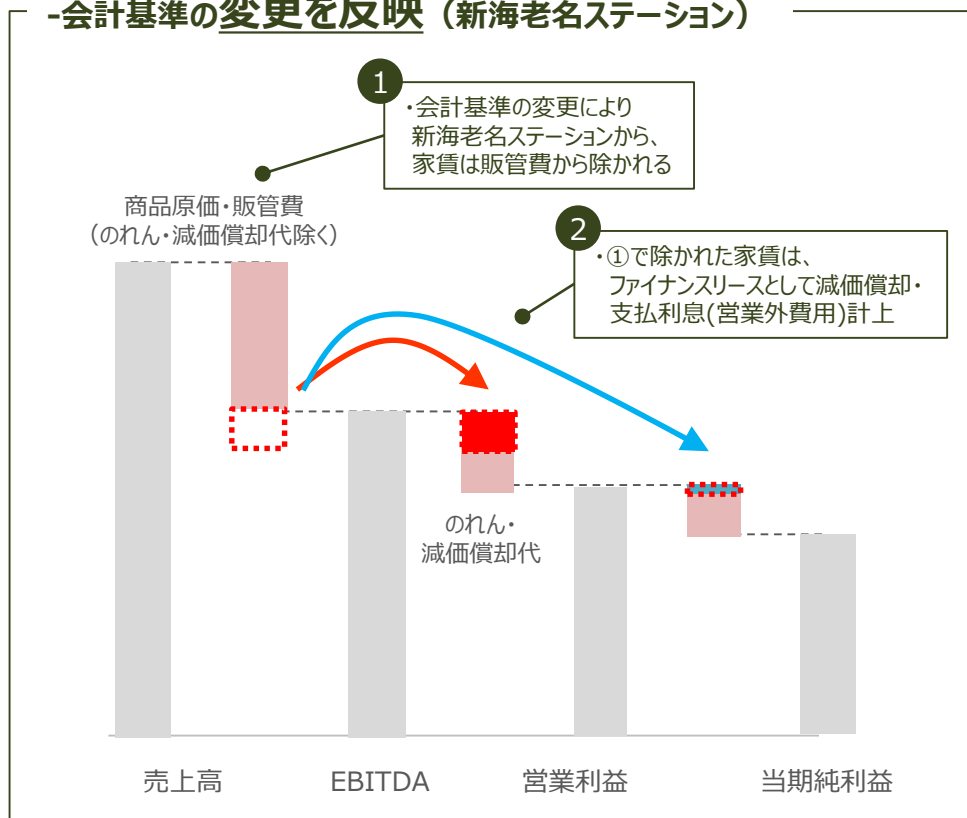 -会計基準の変更を反映（新海老名ステーション）
1
・会計基準の変更により
新海老名ステーションから、
家賃は販管費から除かれる
商品原価・販管費
（のれん・減価償却代除く）
2
・①で除かれた家賃は、
ファイナンスリースとして減価償却・
支払利息(営業外費用)計上
のれん・
減価償却代
売上高
EBITDA
営業利益
当期純利益